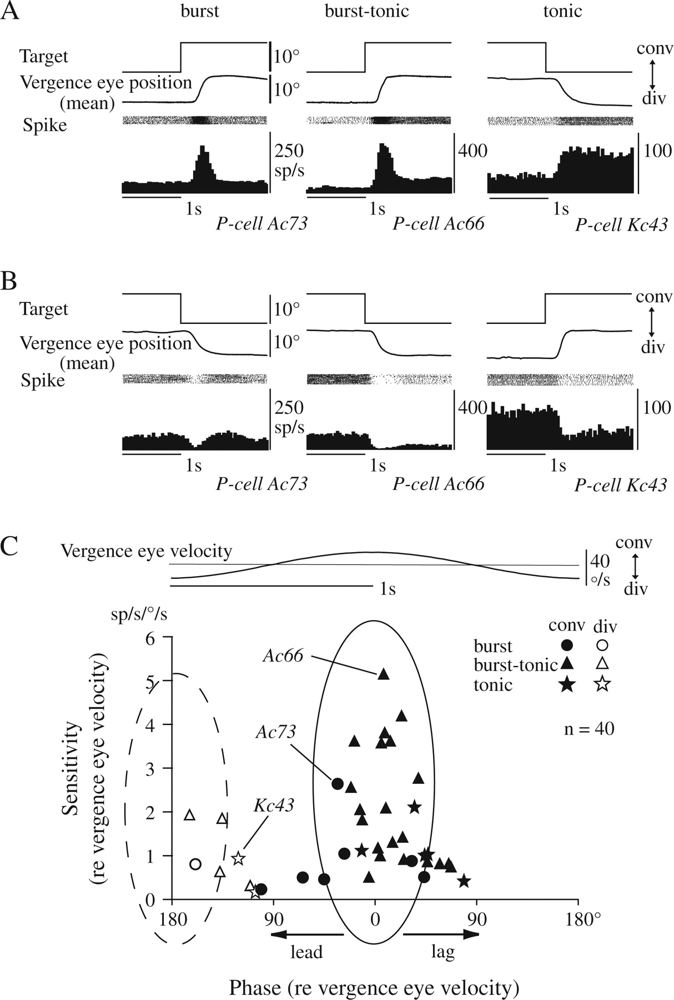 A
burst
burst-tonic
tonic
Target
10°
conv
Vergence eye position
(mean)
10°
div
Spike
250
sp/s
400
100
1s
1s
1s
P-cell Ac73
P-cell Ac66
P-cell Kc43
B
Target
10°
conv
Vergence eye position
(mean)
10°
div
Spike
250
sp/s
400
100
1s
1s
1s
P-cell Ac73
P-cell Ac66
P-cell Kc43
C
Vergence eye velocity
conv
40
°/s
div
1s
sp/s/°/s
conv
div
burst
burst-tonic
tonic
n = 40
Sensitivity
(re vergence eye velocity)
6
5
4
3
2
1
0
Ac66
Ac73
Kc43
180
90
0
90
180°
lead
lag
Phase (re vergence eye velocity)